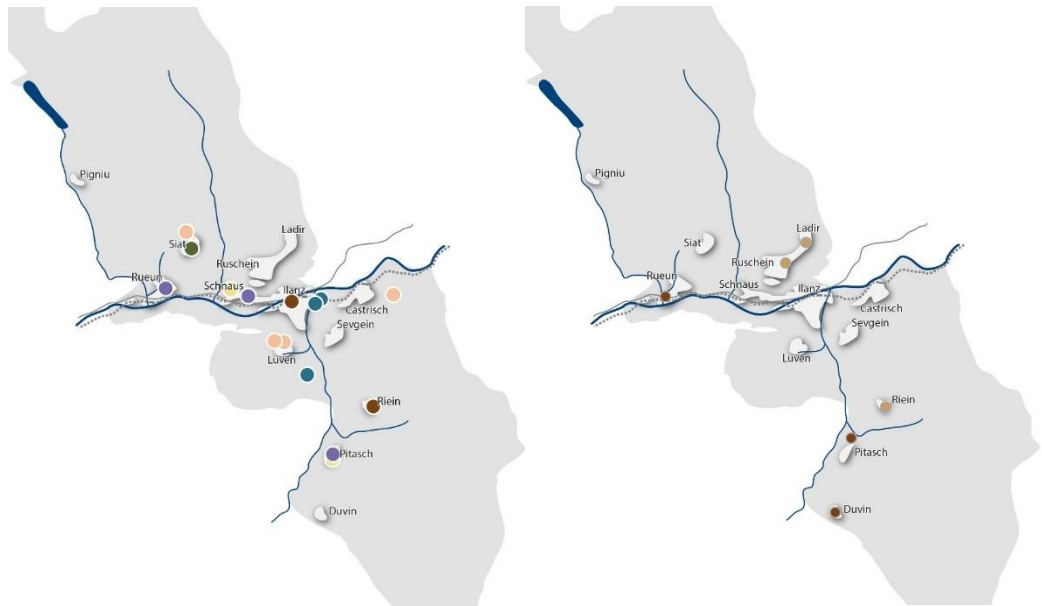 Pigniu
Siat
Ladir
Ruschein
Rueun
Schnaus
Ilanz
Castrisch
Sevgein
Luven
Riein
Pitasch
Duvin
Pigniu
Siat
Ladir
Ruschein
Rueun
Schnaus
Ilanz
Castrisch
Sevgein
Luven
Riein
Pitasch
Duvin